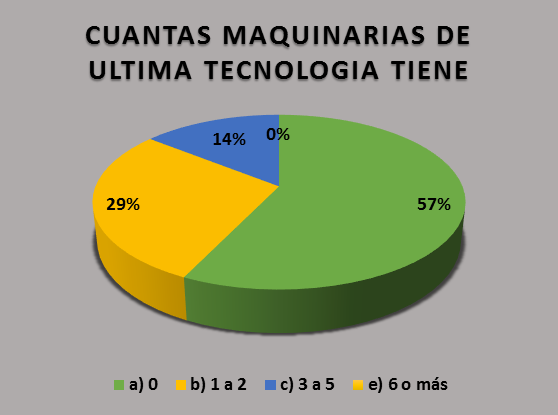 CUANTAS MAQUINARIAS DE
ULTIMA TECNOLOGIA TIENE
14%
0%
29%
57%
a) 0
b) 1 a 2
c) 3 a 5
e) 6 o más